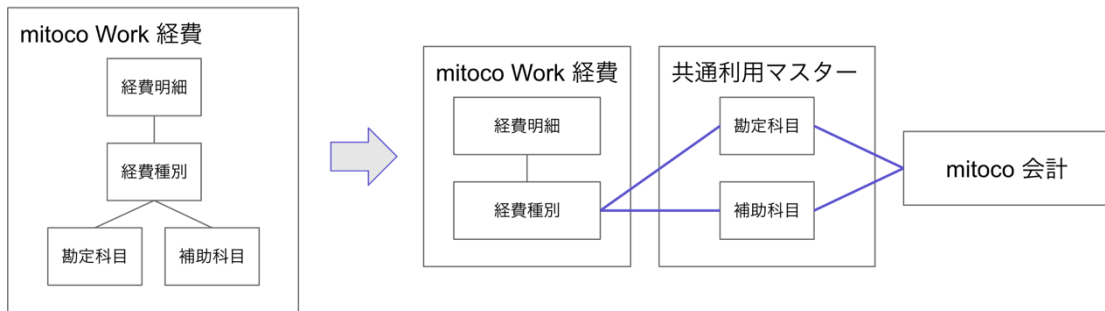 mitoco Work 経費
経費明細
経費種別
勘定科目
補助科目
mitoco Work 経費
経費明細
経費種別
共通利用マスター
勘定科目
補助科目
mitoco 会計